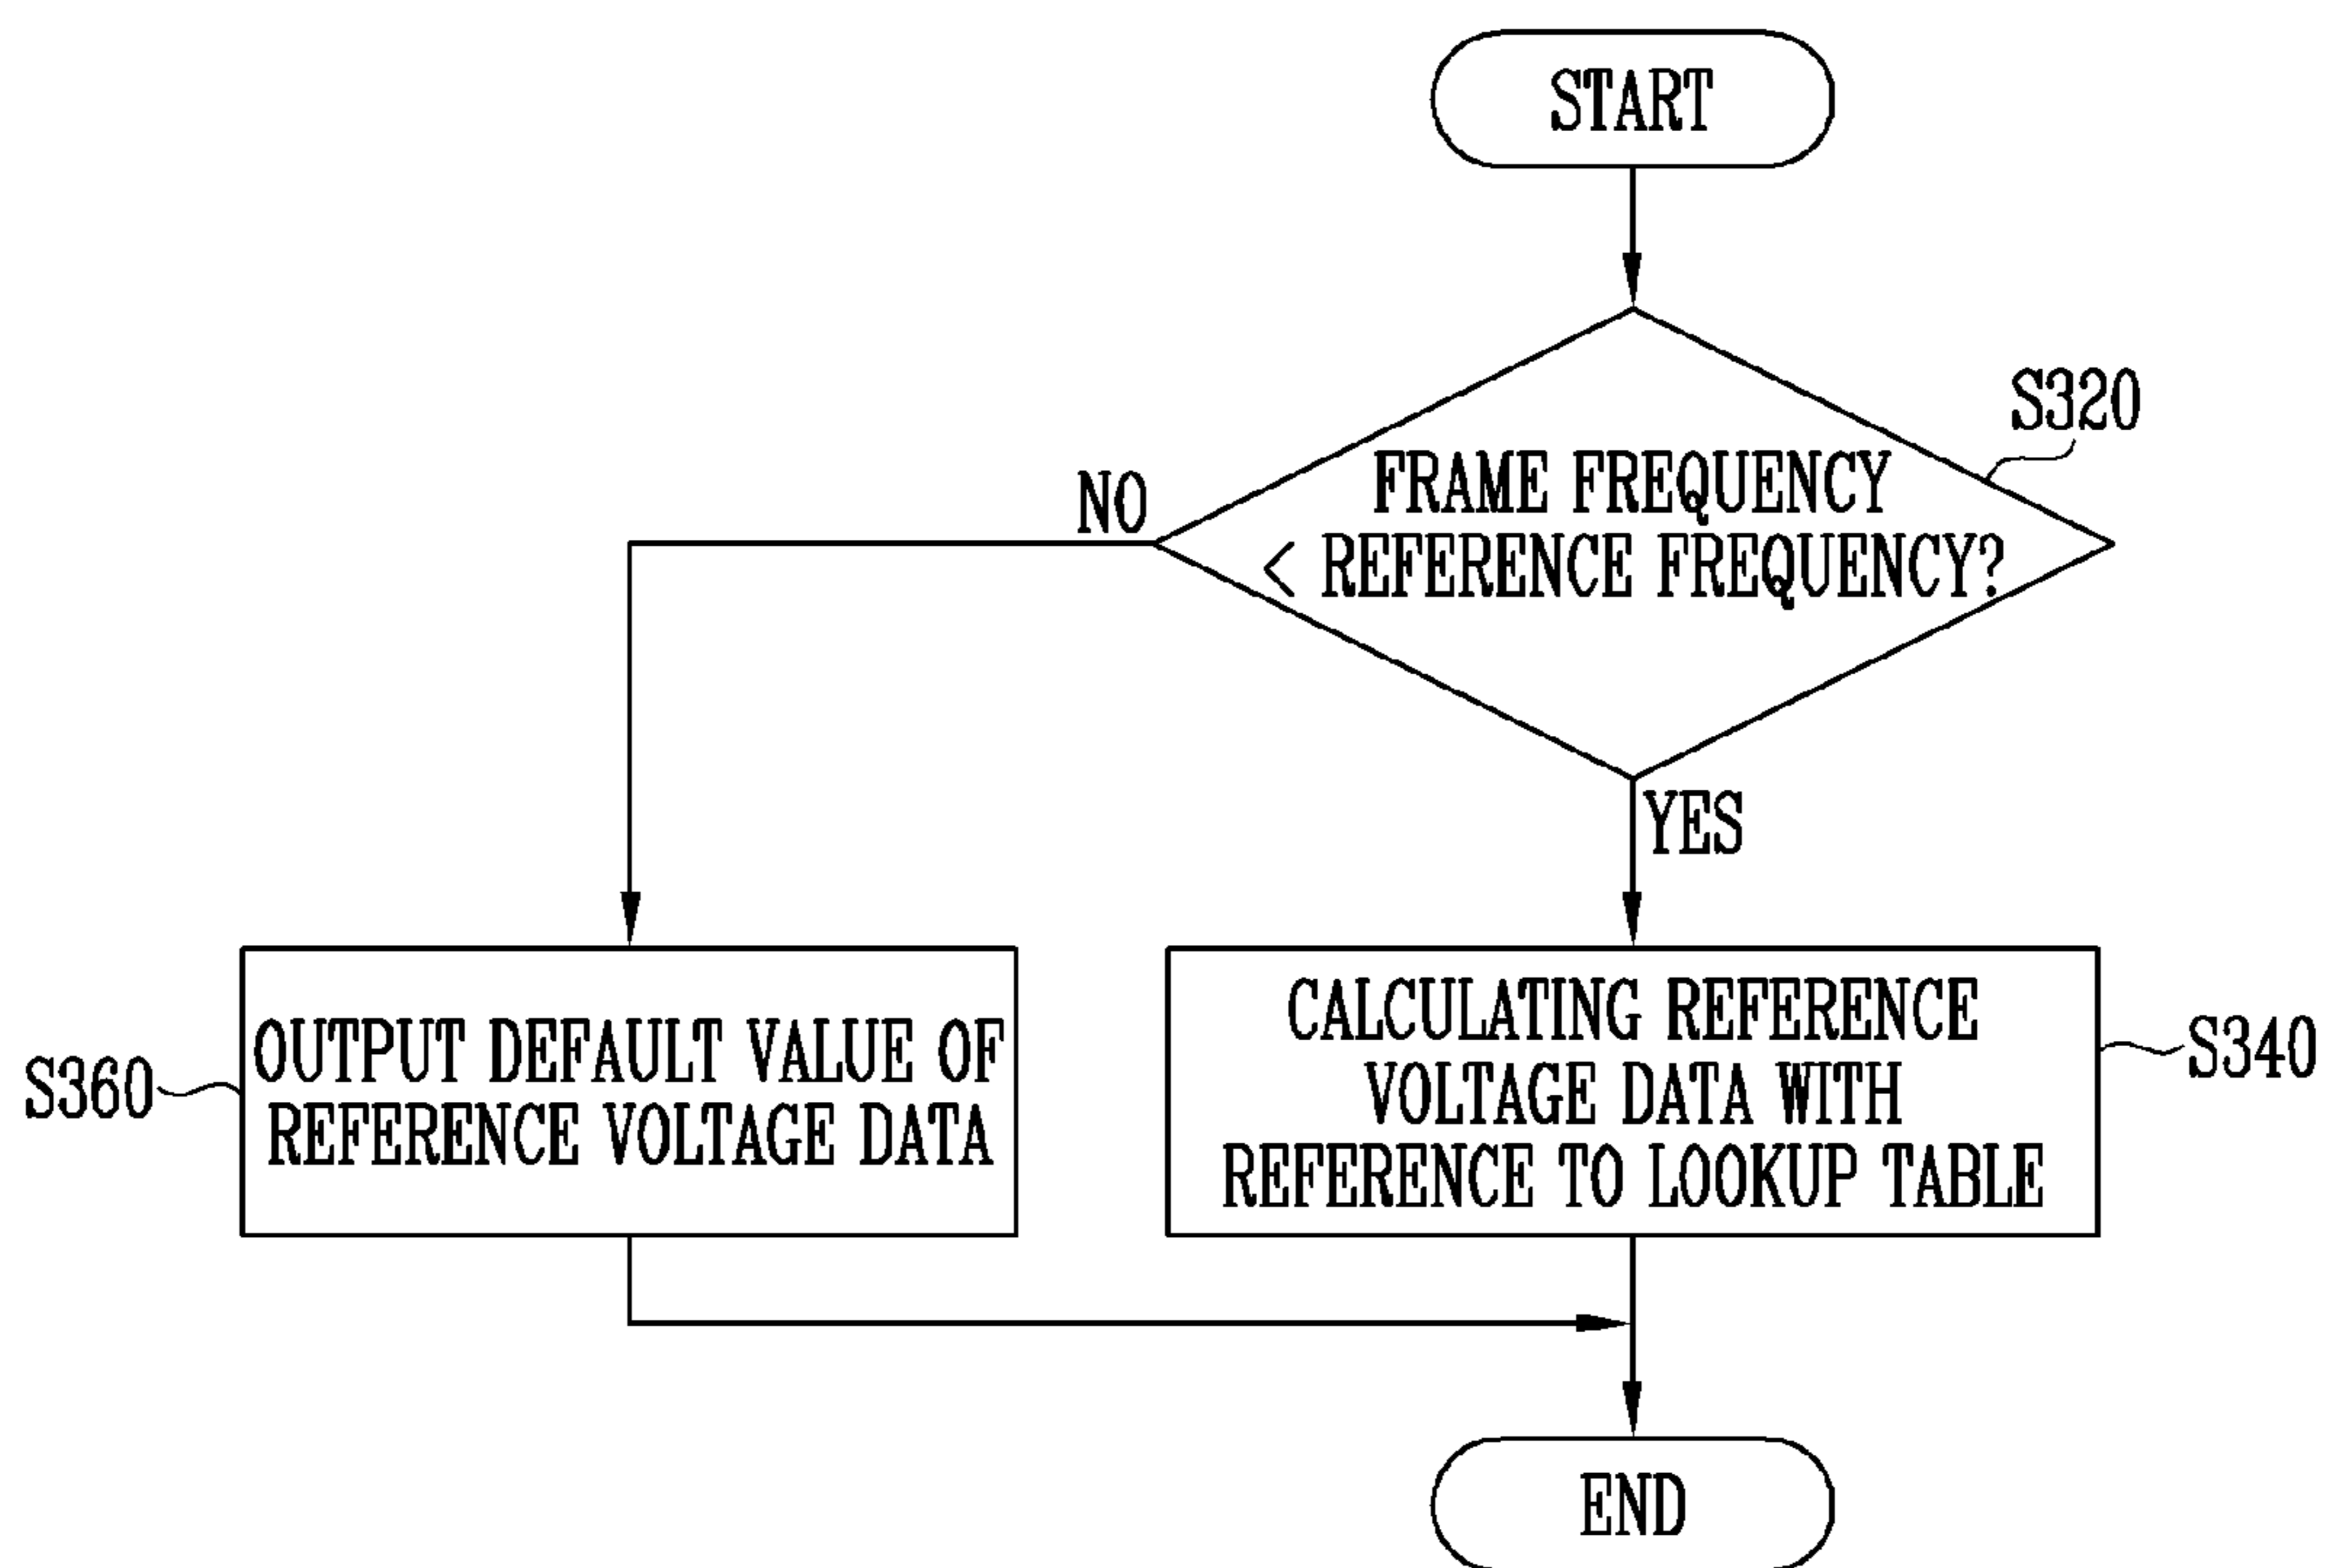 START
S320
FRAME FREQUENCY
< REFERENCE FREQUENCY?
NO
YES
OUTPUT DEFAULT VALUE OF
REFERENCE VOLTAGE DATA
S360
CALCULATING REFERENCE
VOLTAGE DATA WITH
REFERENCE TO LOOKUP TABLE
S340
END